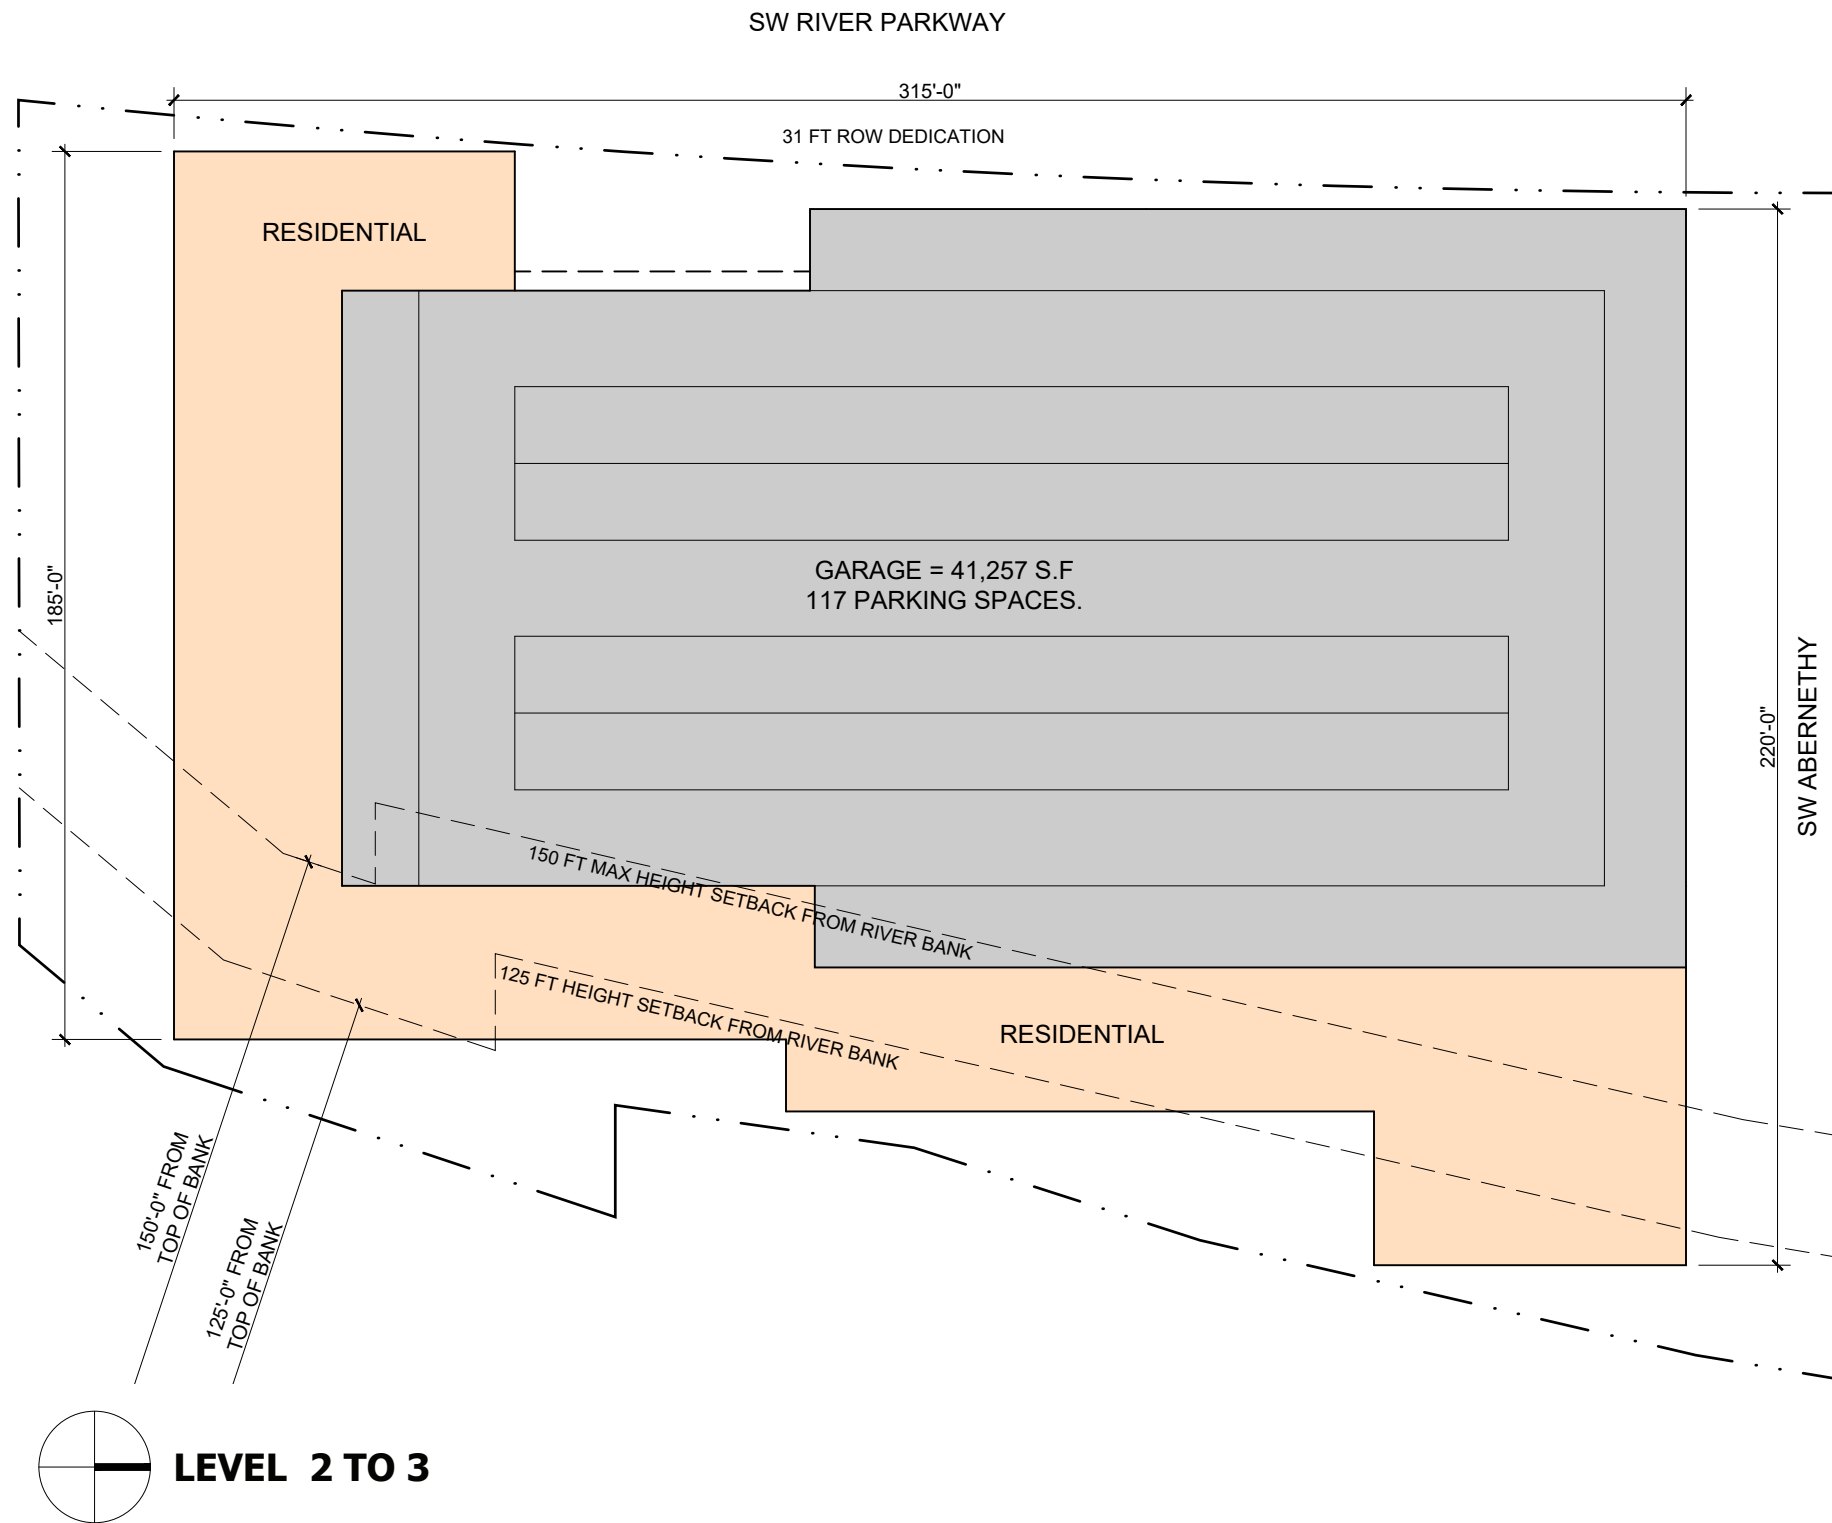 SW RIVER PARKWAY
315'-0"
31 FT ROW DEDICATION
RESIDENTIAL
185'-0"
GARAGE = 41,257 S.F
117 PARKING SPACES.
220'-0"
SW ABERNETHY
150 FT MAX HEIGHT SETBACK FROM RIVER BANK
125 FT HEIGHT SETBACK FROM RIVER BANK
RESIDENTIAL
150'-0" FROM
TOP OF BANK
125'-0" FROM
TOP OF BANK
LEVEL 2 TO 3